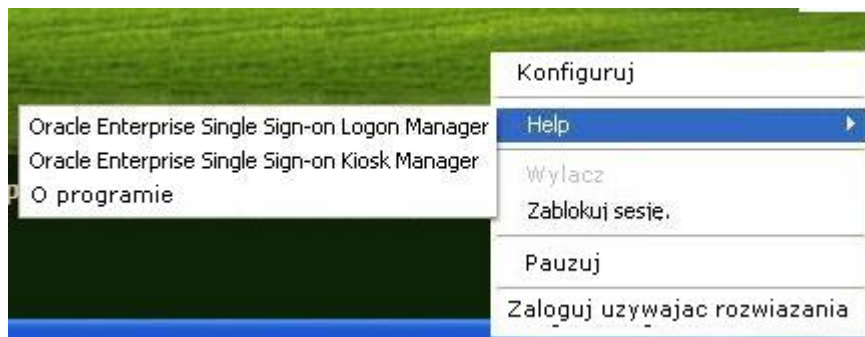 Konfiguruj
Help
Oracle Enterprise Single Sign-on Logon Manager
Oracle Enterprise Single Sign-on Kiosk Manager
O programie
Wylacz
Zablokuj sesję.
Pauzuj
Zaloguj uzywajac rozwiazania